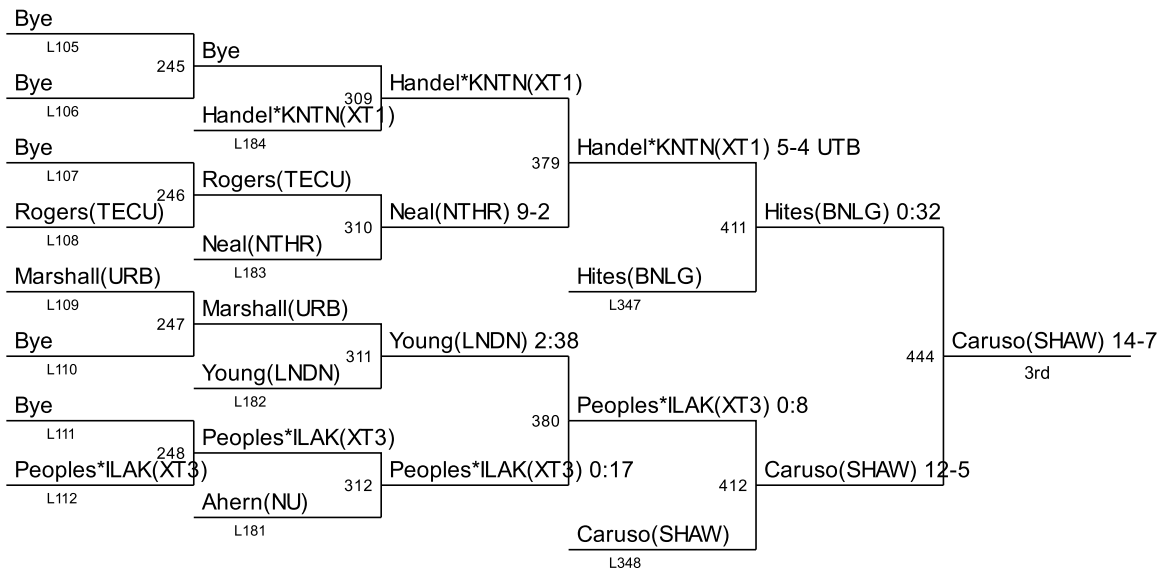 Bye
L105
245
Bye
Bye
L106
309
Handel*KNTN(XT1)
Handel*KNTN(XT1)
L184
Bye
L107
379
Handel*KNTN(XT1) 5-4 UTB
246
Rogers(TECU)
Rogers(TECU)
L108
310
Neal(NTHR) 9-2
Neal(NTHR)
L183
411
Hites(BNLG) 0:32
Marshall(URB)
L109
Hites(BNLG)
L347
247
Marshall(URB)
Bye
L110
311
Young(LNDN) 2:38
Young(LNDN)
L182
444
Caruso(SHAW) 14-7
3rd
Bye
L111
380
Peoples*ILAK(XT3) 0:8
248
Peoples*ILAK(XT3)
Peoples*ILAK(XT3)
L112
312
Peoples*ILAK(XT3) 0:17
Ahern(NU)
L181
412
Caruso(SHAW) 12-5
Caruso(SHAW)
L348